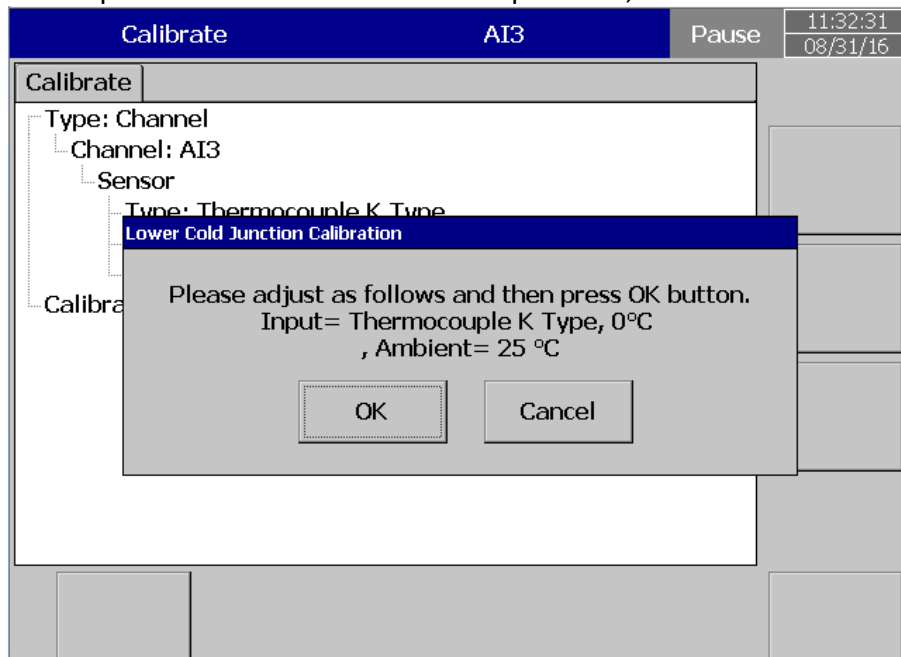 Calibrate AI3 Pause 11:32:31
08/31/16
Calibrate
Type: Channel
Channel: AI3
Sensor
Type: Thermocouple K Type
Lower Cold Junction Calibration
Please adjust as follows and then press OK button.
Calibra
Input= Thermocouple K Type, 0°C
, Ambient= 25 °C
OK Cancel